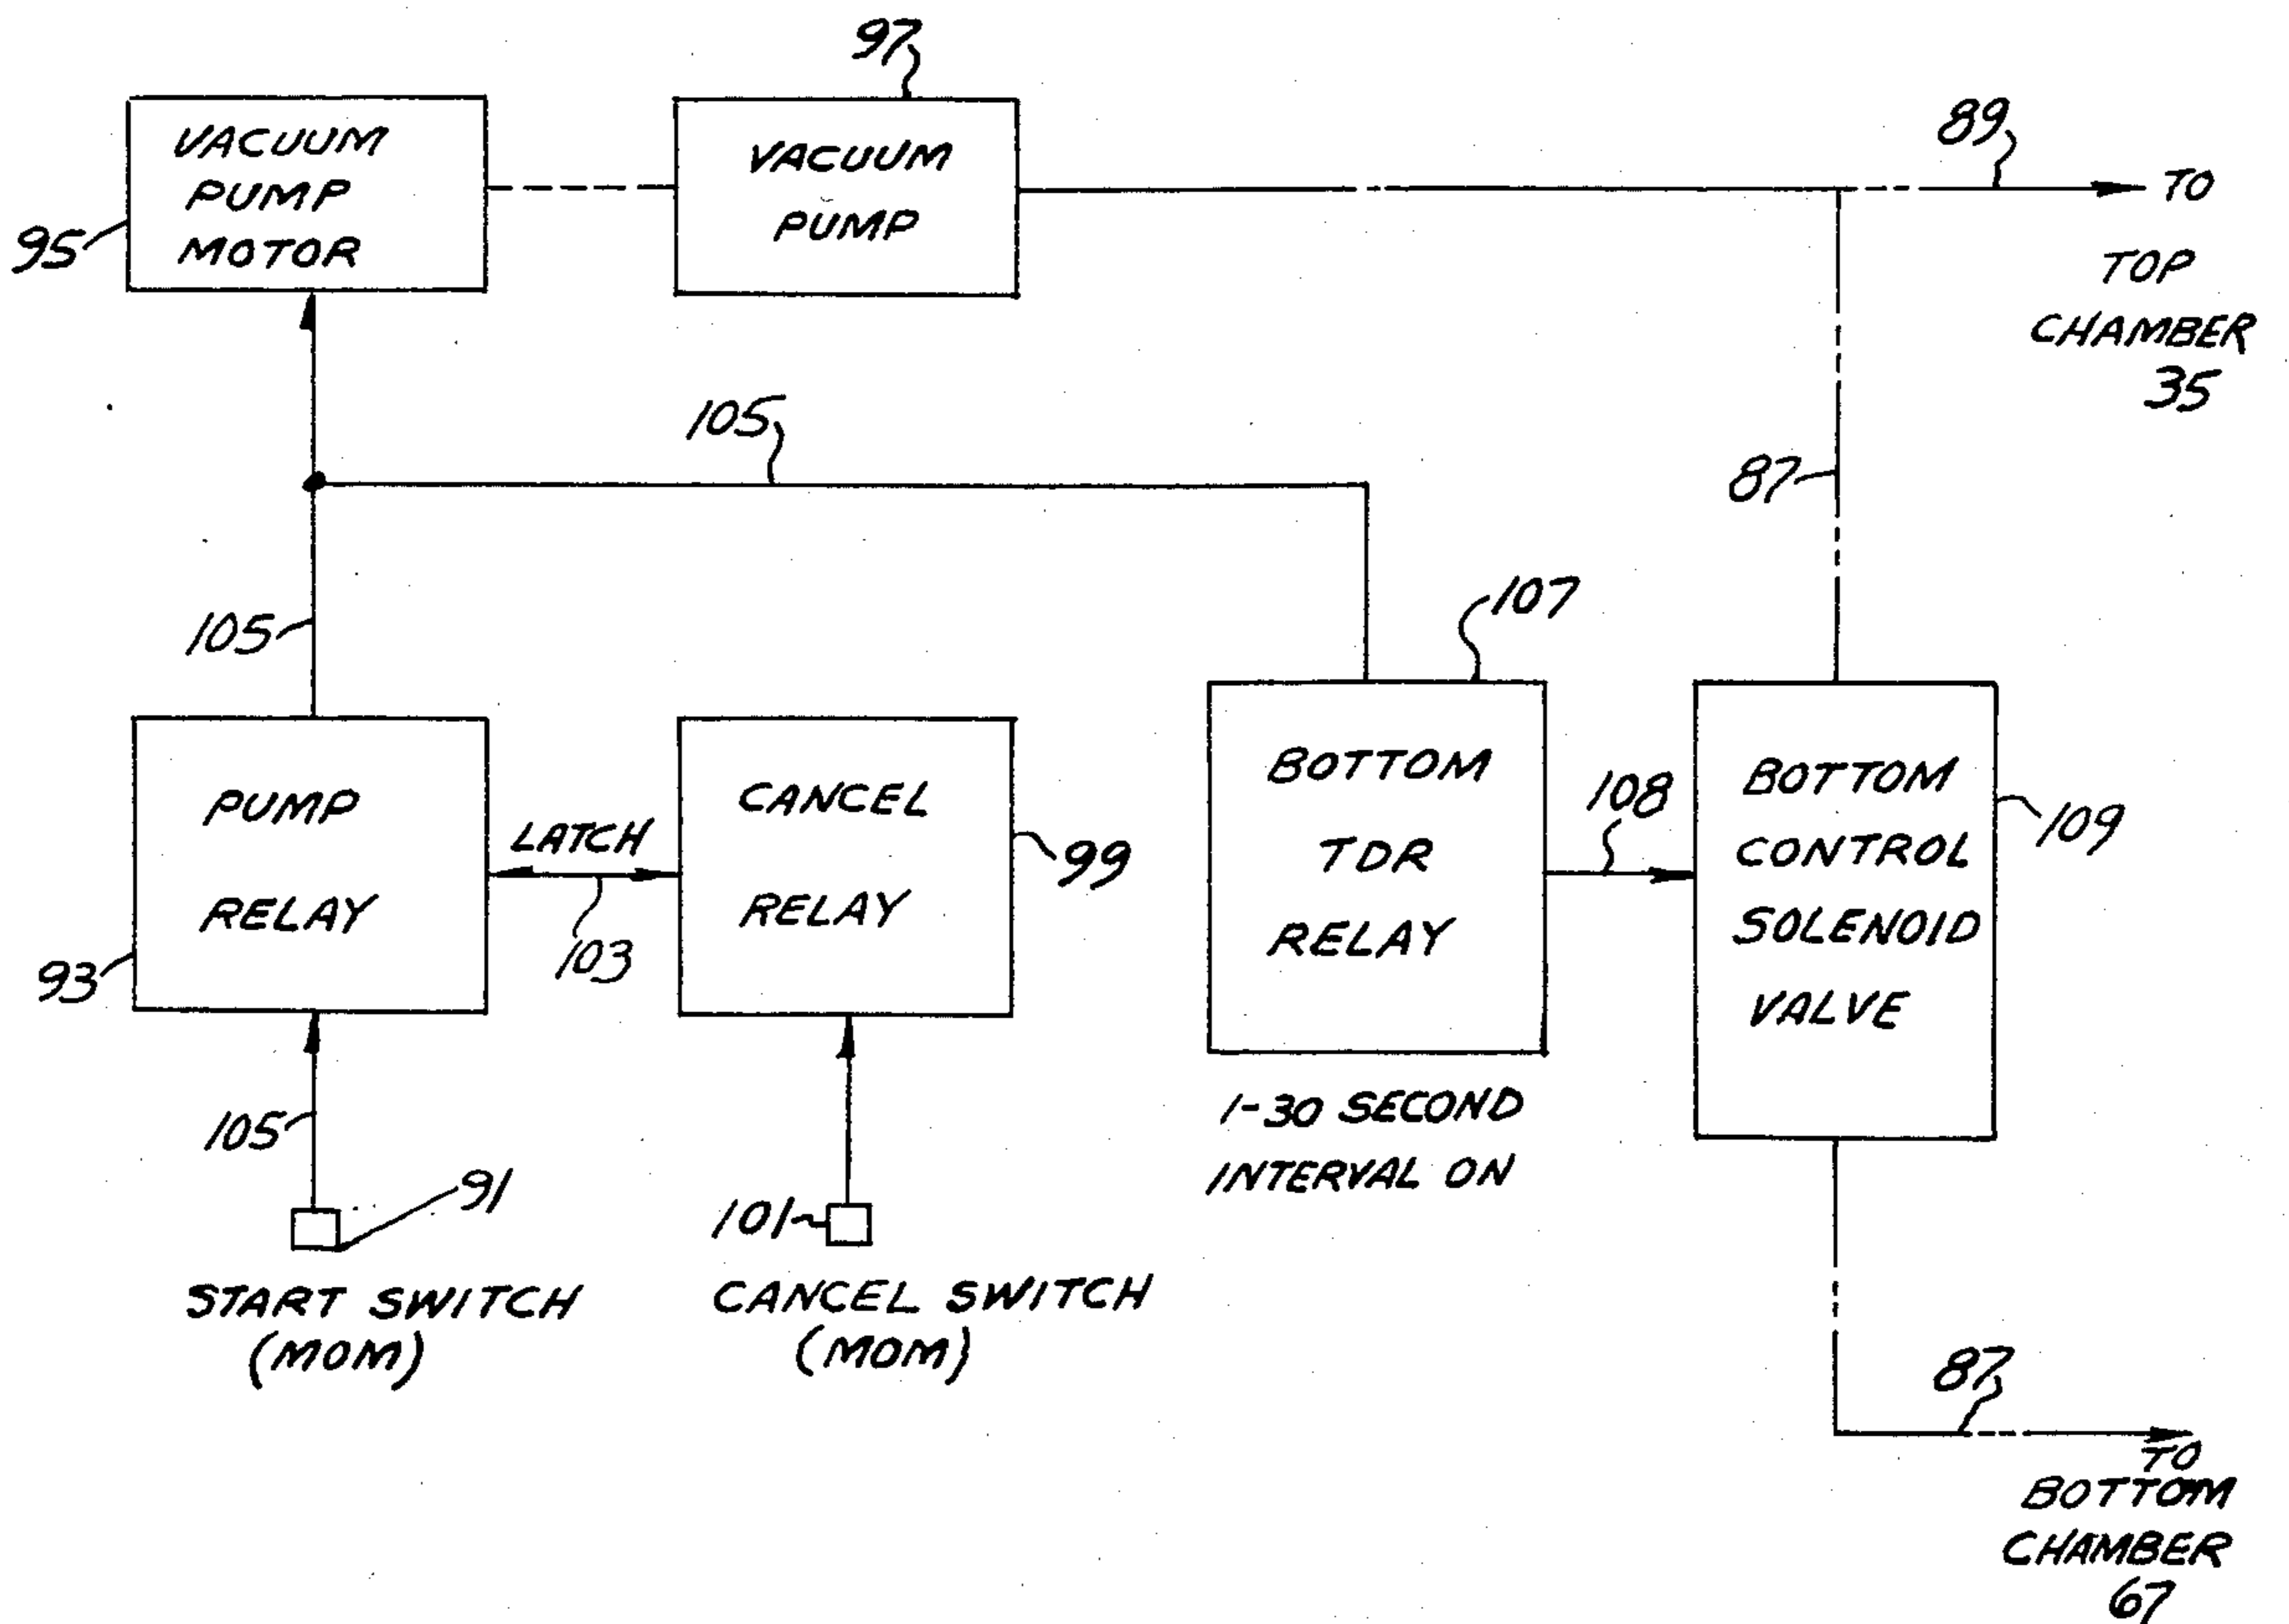 97
VACUUM
PUMP
MOTOR
95
VACUUM
PUMP
89
TO
TOP
CHAMBER
35
105
87
105
107
PUMP
RELAY
93
LATCH
103
CANCEL
RELAY
99
BOTTOM
TDR
RELAY
108
BOTTOM
CONTROL
SOLENOID
VALVE
109
1-30 SECOND
INTERVAL ON
105
91
101
START SWITCH
(MOM)
CANCEL SWITCH
(MOM)
87
TO
BOTTOM
CHAMBER
67